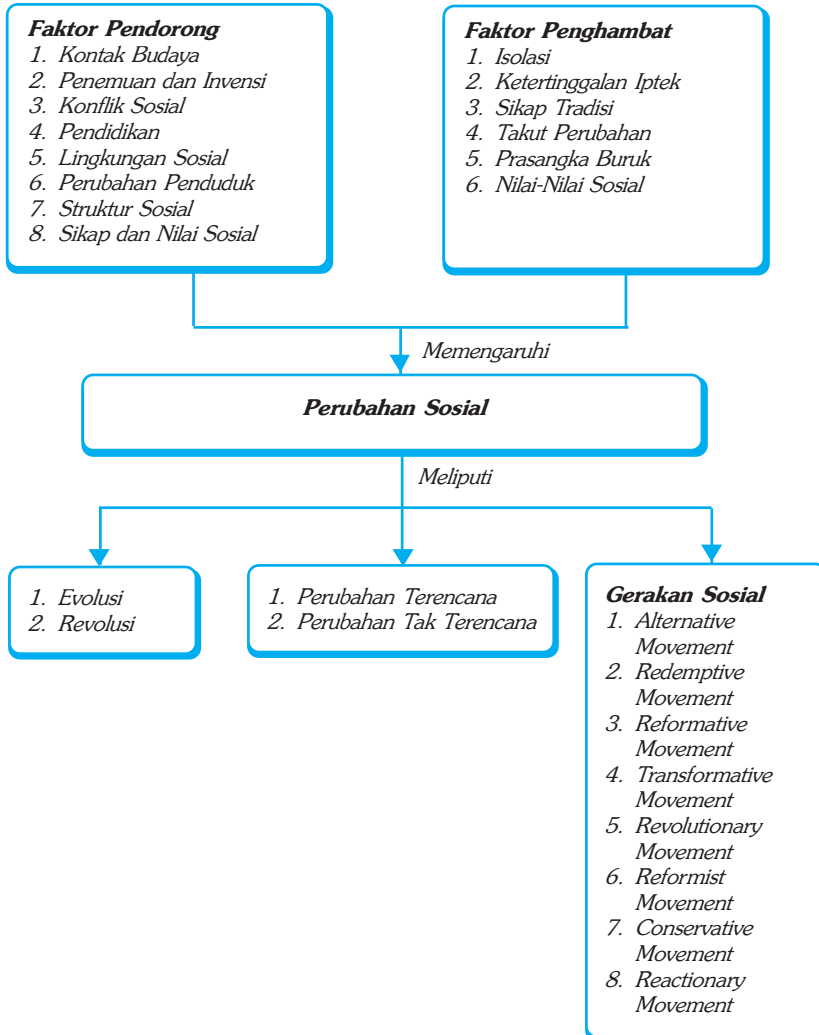 Faktor Pendorong
1. Kontak Budaya
2. Penemuan dan Invensi
3. Konflik Sosial
4. Pendidikan
5. Lingkungan Sosial
6. Perubahan Penduduk
7. Struktur Sosial
8. Sikap dan Nilai Sosial
Faktor Penghambat
1. Isolasi
2. Ketertinggalan Iptek
3. Sikap Tradisi
4. Takut Perubahan
5. Prasangka Buruk
6. Nilai-Nilai Sosial
Memengaruhi
Perubahan Sosial
Meliputi
1. Evolusi
2. Revolusi
1. Perubahan Terencana
2. Perubahan Tak Terencana
Gerakan Sosial
1. Alternative
Movement
2. Redemptive
Movement
3. Reformative
Movement
4. Transformative
Movement
5. Revolutionary
Movement
6. Reformist
Movement
7. Conservative
Movement
8. Reactionary
Movement